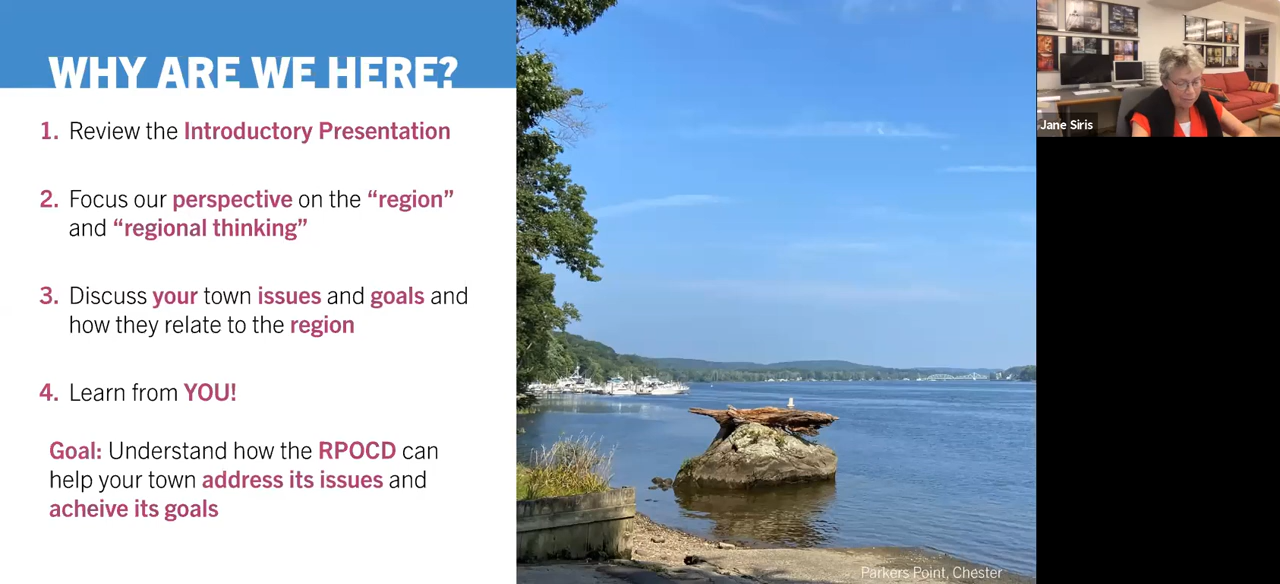 WHY ARE WE HERE?
1. Review the Introductory Presentation
2. Focus our perspective on the “region”
and “regional thinking”
3. Discuss your town issues and goals and
how they relate to the region
4. Learn from YOU!
Goal: Understand how the RPOCD can
help your town address its issues and
acheive its goals
Parkers Point, Chester
Jane Siris